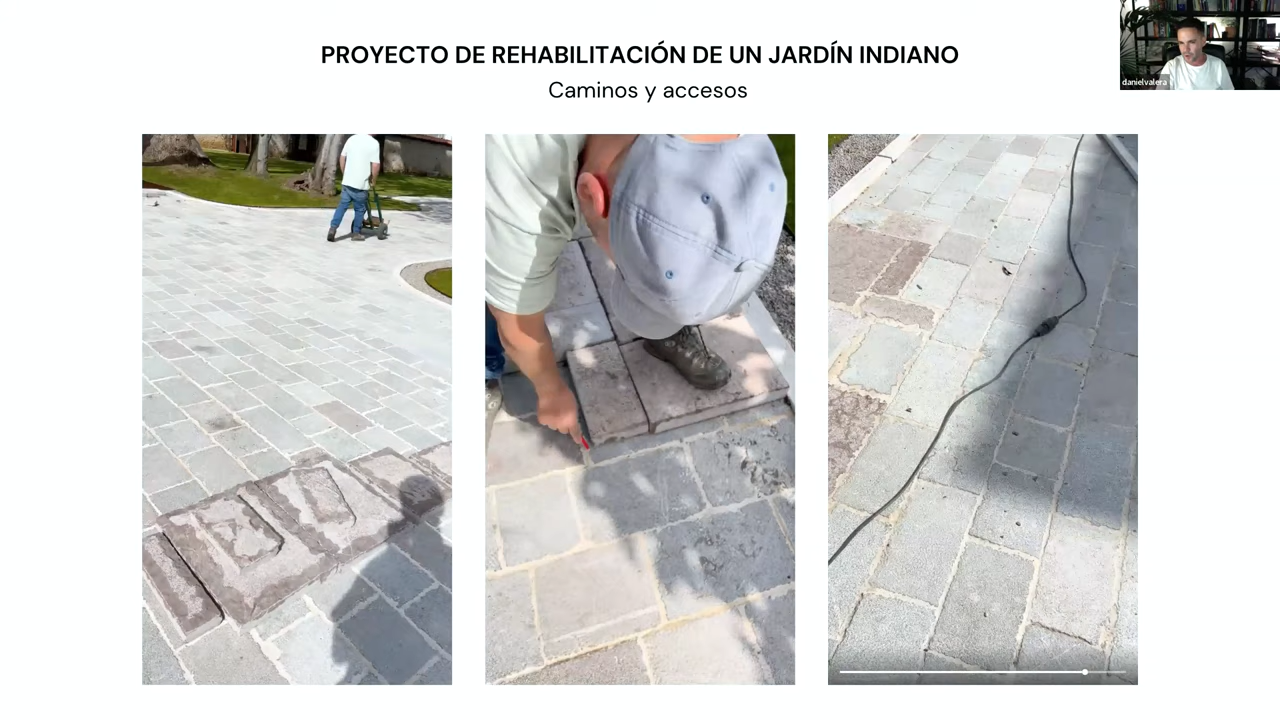 PROYECTO DE REHABILITACIÓN DE UN JARDÍN INDIANO
Caminos y accesos
danielvalera